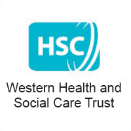 HSC
Western Health and
Social Care Trust